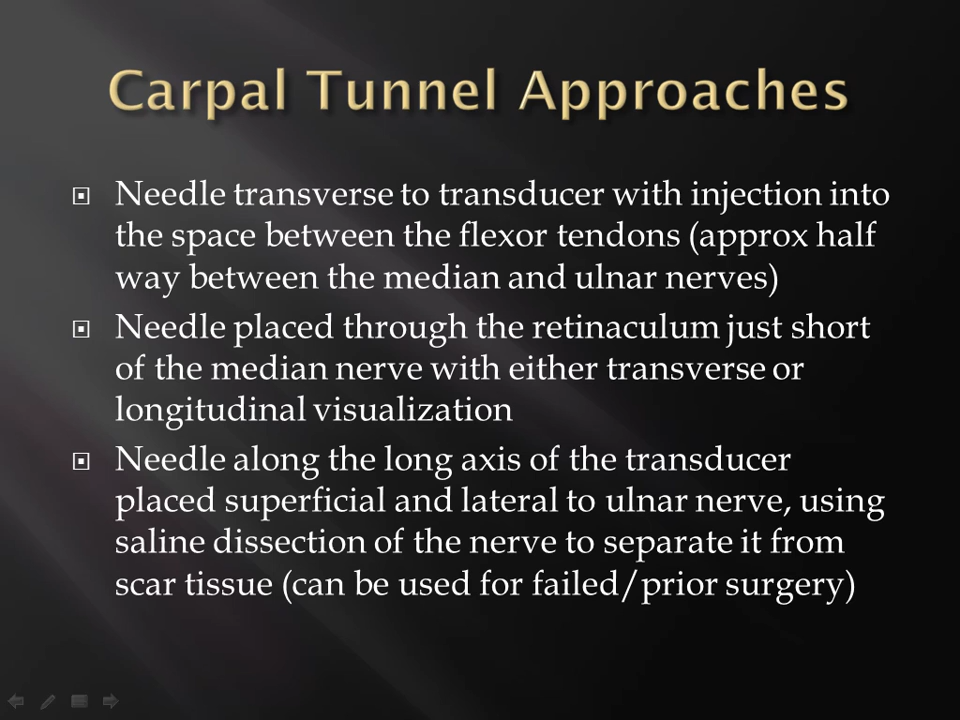 Carpal Tunnel Approaches
Needle transverse to transducer with injection into
the space between the flexor tendons (approx half
way between the median and ulnar nerves)
Needle placed through the retinaculum just short
of the median nerve with either transverse or
longitudinal visualization
Needle along the long axis of the transducer
placed superficial and lateral to ulnar nerve, using
saline dissection of the nerve to separate it from
scar tissue (can be used for failed/prior surgery)